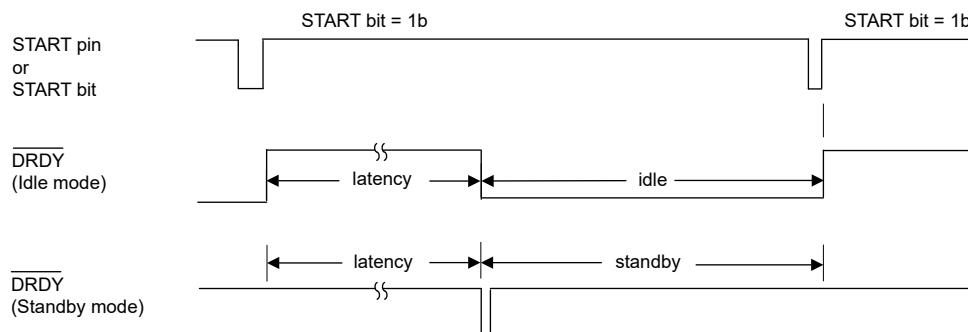 START bit = 1b
START bit = 1b
START pin
or
START bit
DRDY
(Idle mode)
latency
idle
latency
standby
DRDY
(Standby mode)